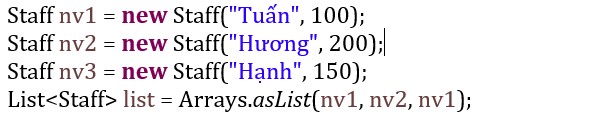 Staff nv1 = new Staff("Tuấn", 100);
Staff nv2 = new Staff("Hương", 200);
Staff nv3 = new Staff("Hạnh", 150);
List<Staff> list = Arrays.asList(nv1, nv2, nv1);